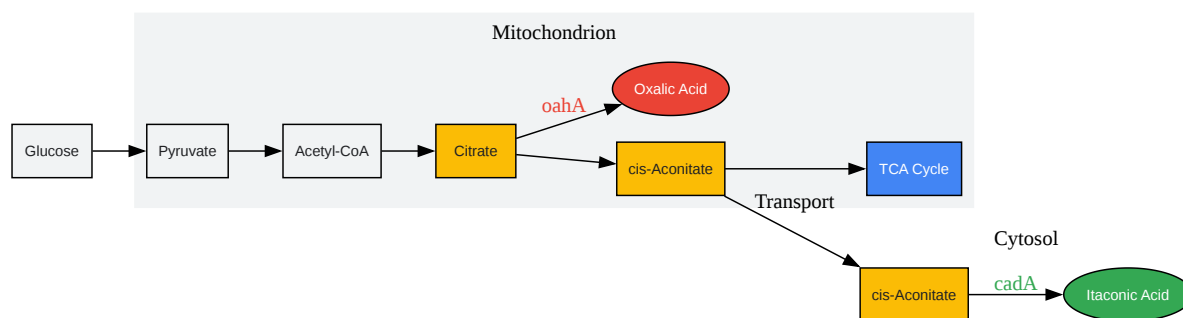 Mitochondrion
Oxalic Acid
oahA
Glucose
Pyruvate
Acetyl-CoA
Citrate
cis-Aconitate
TCA Cycle
Transport
Cytosol
cis-Aconitate
cadA
Itaconic Acid